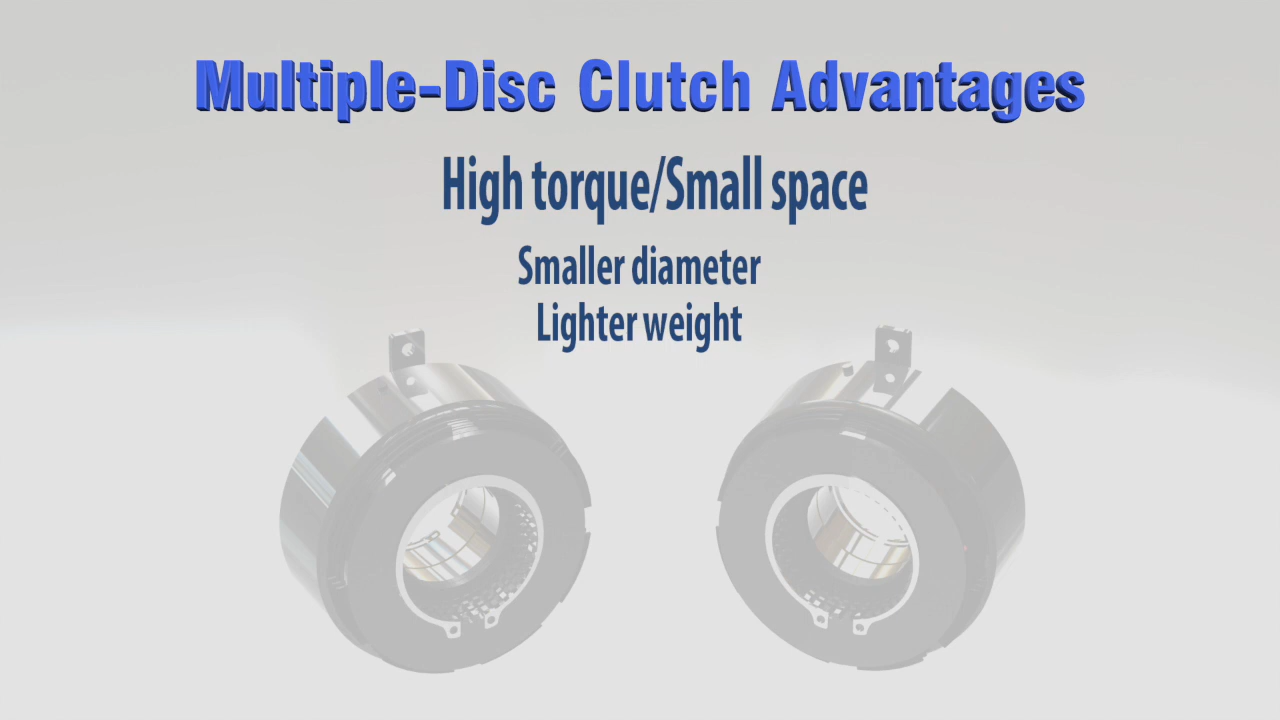 Multiple-Disc Clutch Advantages
High torque/Small space
Smaller diameter
Lighter weight